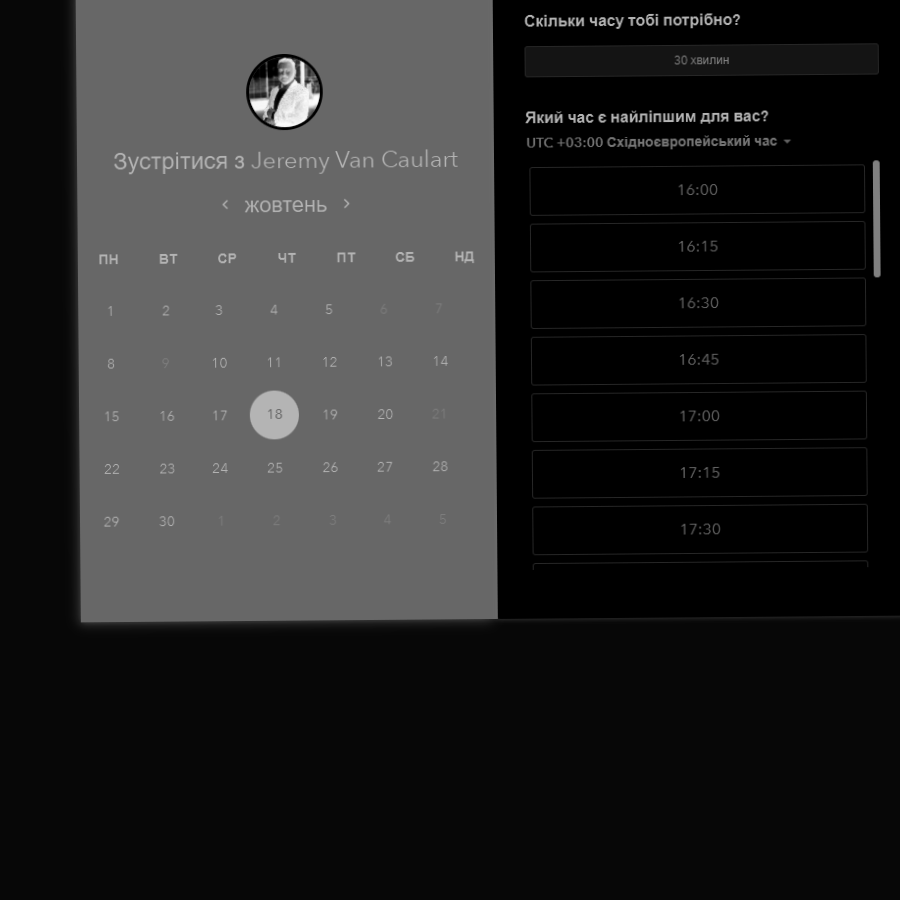 Зустрітися з Jeremy Van Caulart
‹ жовтень ›
ПН ВТ СР ЧТ ПТ СБ НД
1 2 3 4 5 6 7
8 9 10 11 12 13 14
15 16 17 18 19 20 21
22 23 24 25 26 27 28
29 30 1 2 3 4 5
Скільки часу тобі потрібно?
30 хвилин
Який час є найліпшим для вас?
UTC +03:00 Східноєвропейський час
16:00
16:15
16:30
16:45
17:00
17:15
17:30